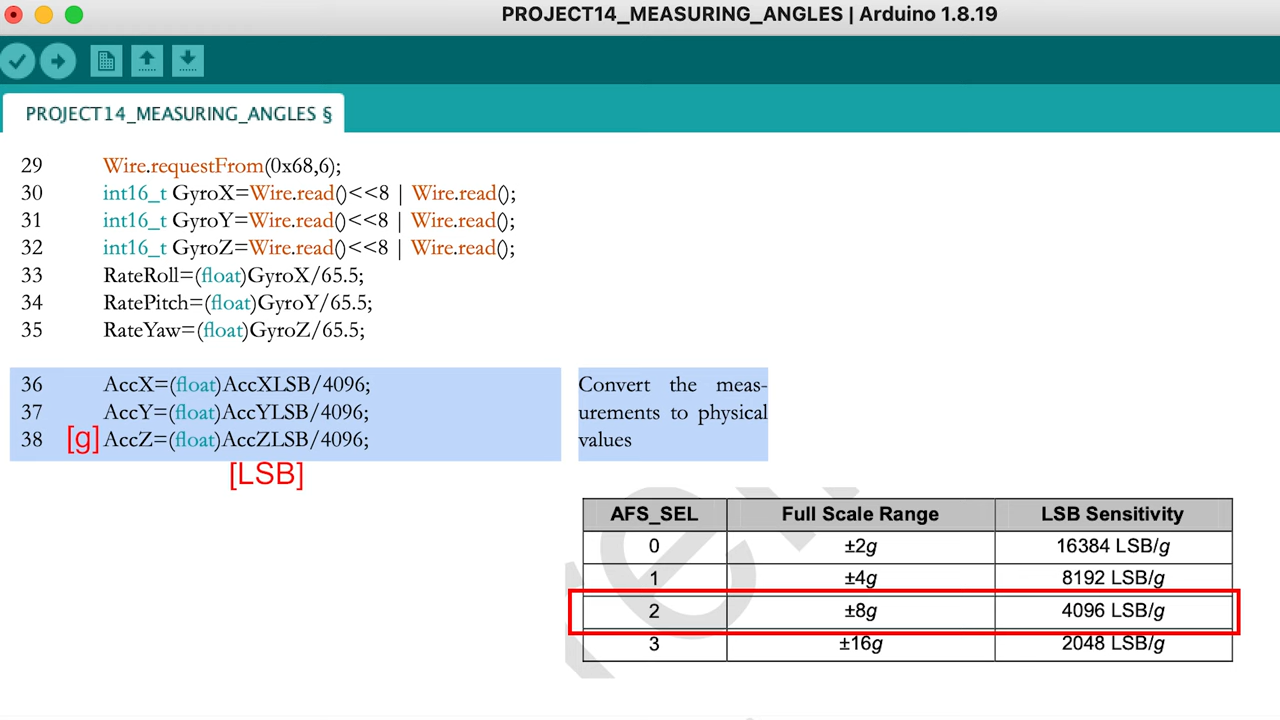 PROJECT14_MEASURING_ANGLES | Arduino 1.8.19
PROJECT14_MEASURING_ANGLES §
29 Wire.requestFrom(0x68,6);
30 int16_t GyroX=Wire.read()<<8 | Wire.read();
31 int16_t GyroY=Wire.read()<<8 | Wire.read();
32 int16_t GyroZ=Wire.read()<<8 | Wire.read();
33 RateRoll=(float)GyroX/65.5;
34 RatePitch=(float)GyroY/65.5;
35 RateYaw=(float)GyroZ/65.5;
36 AccX=(float)AccXLSB/4096;
37 AccY=(float)AccYLSB/4096;
38 [g] AccZ=(float)AccZLSB/4096;
[LSB]
Convert the meas-
urements to physical
values
AFS_SEL Full Scale Range LSB Sensitivity
0 ±2g 16384 LSB/g
1 ±4g 8192 LSB/g
2 ±8g 4096 LSB/g
3 ±16g 2048 LSB/g